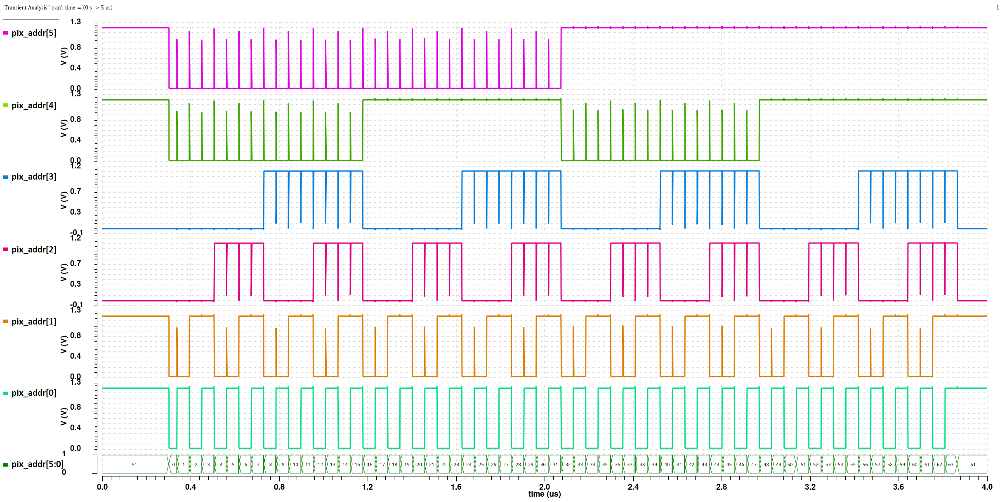 Transient Analysis `tran': time = (0 s -> 5 us) 1
pix_addr[5]
V (V)
1.3
0.8
0.4
0.0
pix_addr[4]
V (V)
1.3
0.8
0.4
0.0
pix_addr[3]
V (V)
1.2
0.7
0.3
-0.1
pix_addr[2]
V (V)
1.2
0.7
0.3
-0.1
pix_addr[1]
V (V)
1.3
0.8
0.4
0.0
pix_addr[0]
V (V)
1.3
0.8
0.4
0.0
pix_addr[5:0]
1
0
51 0 1 2 3 4 5 6 7 8 9 10 11 12 13 14 15 16 17 18 19 20 21 22 23 24 25 26 27 28 29 30 31 32 33 34 35 36 37 38 39 40 41 42 43 44 45 46 47 48 49 50 51 52 53 54 55 56 57 58 59 60 61 62 63 51
0.0 0.4 0.8 1.2 1.6 2.0 2.4 2.8 3.2 3.6 4.0
time (us)